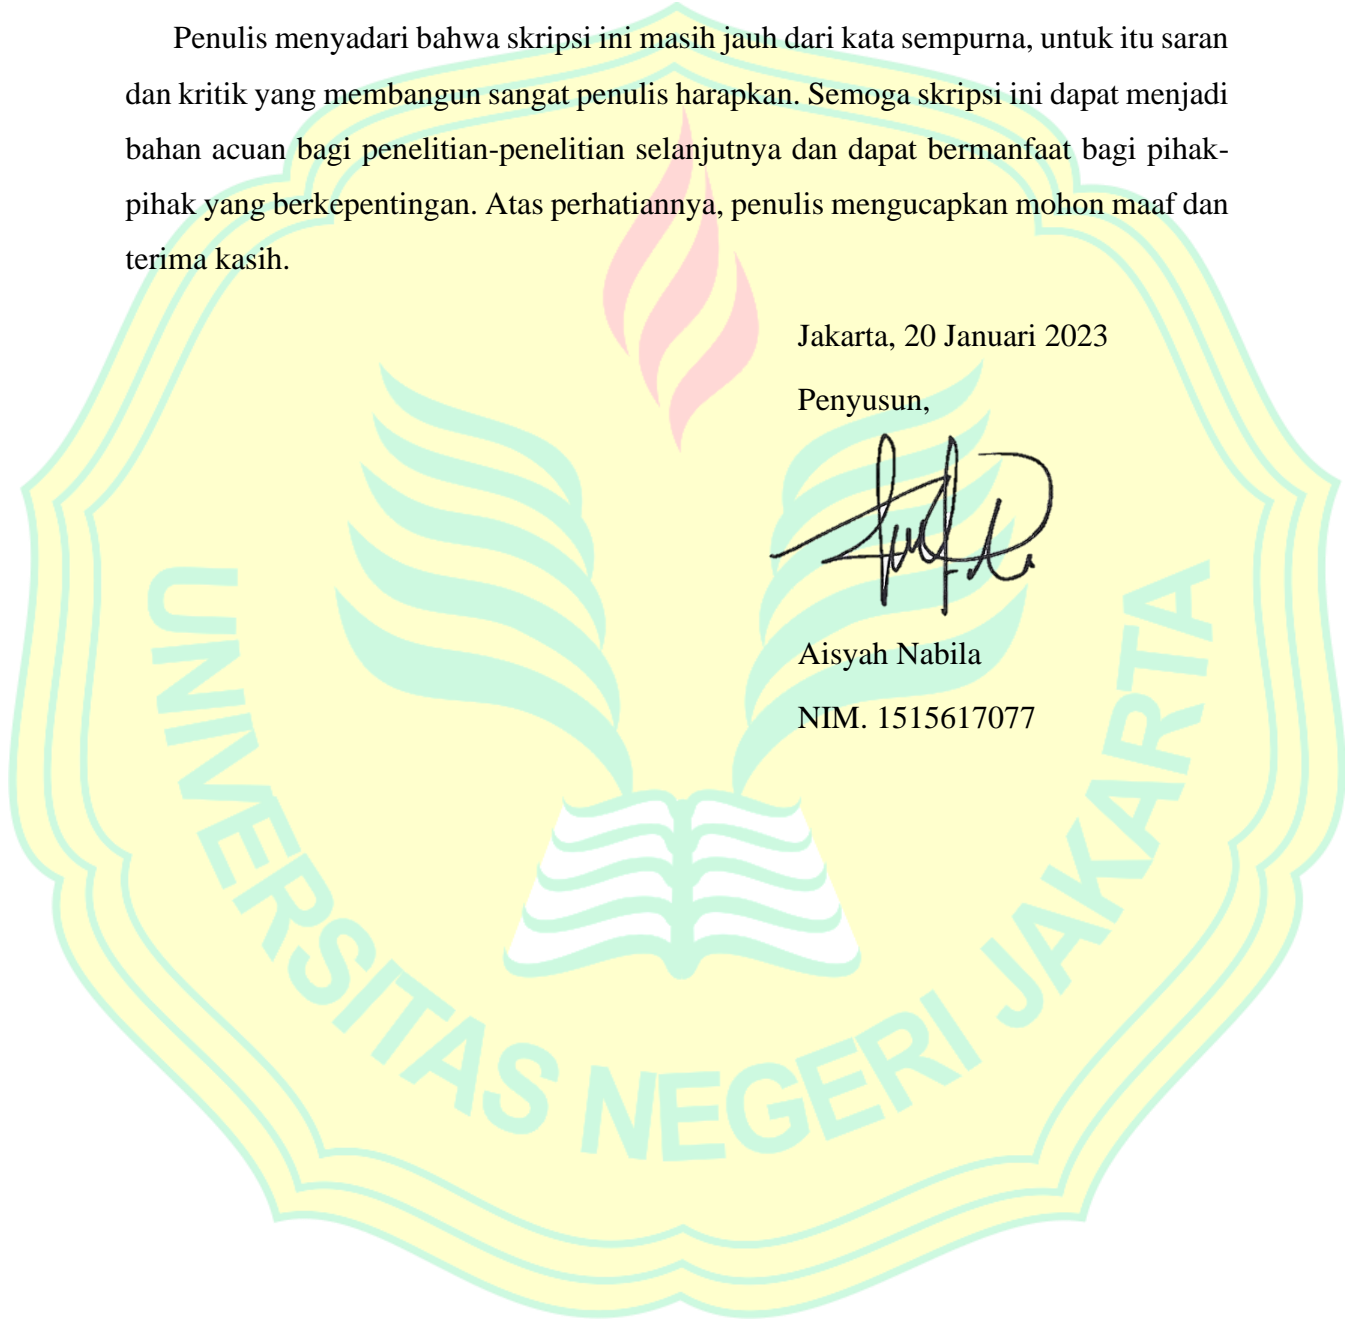 Penulis menyadari bahwa skripsi ini masih jauh dari kata sempurna, untuk itu saran
dan kritik yang membangun sangat penulis harapkan. Semoga skripsi ini dapat menjadi
bahan acuan bagi penelitian-penelitian selanjutnya dan dapat bermanfaat bagi pihak-
pihak yang berkepentingan. Atas perhatiannya, penulis mengucapkan mohon maaf dan
terima kasih.
Jakarta, 20 Januari 2023
Penyusun,
Aisyah Nabila
NIM. 1515617077
UNIVERSITAS NEGERI JAKARTA